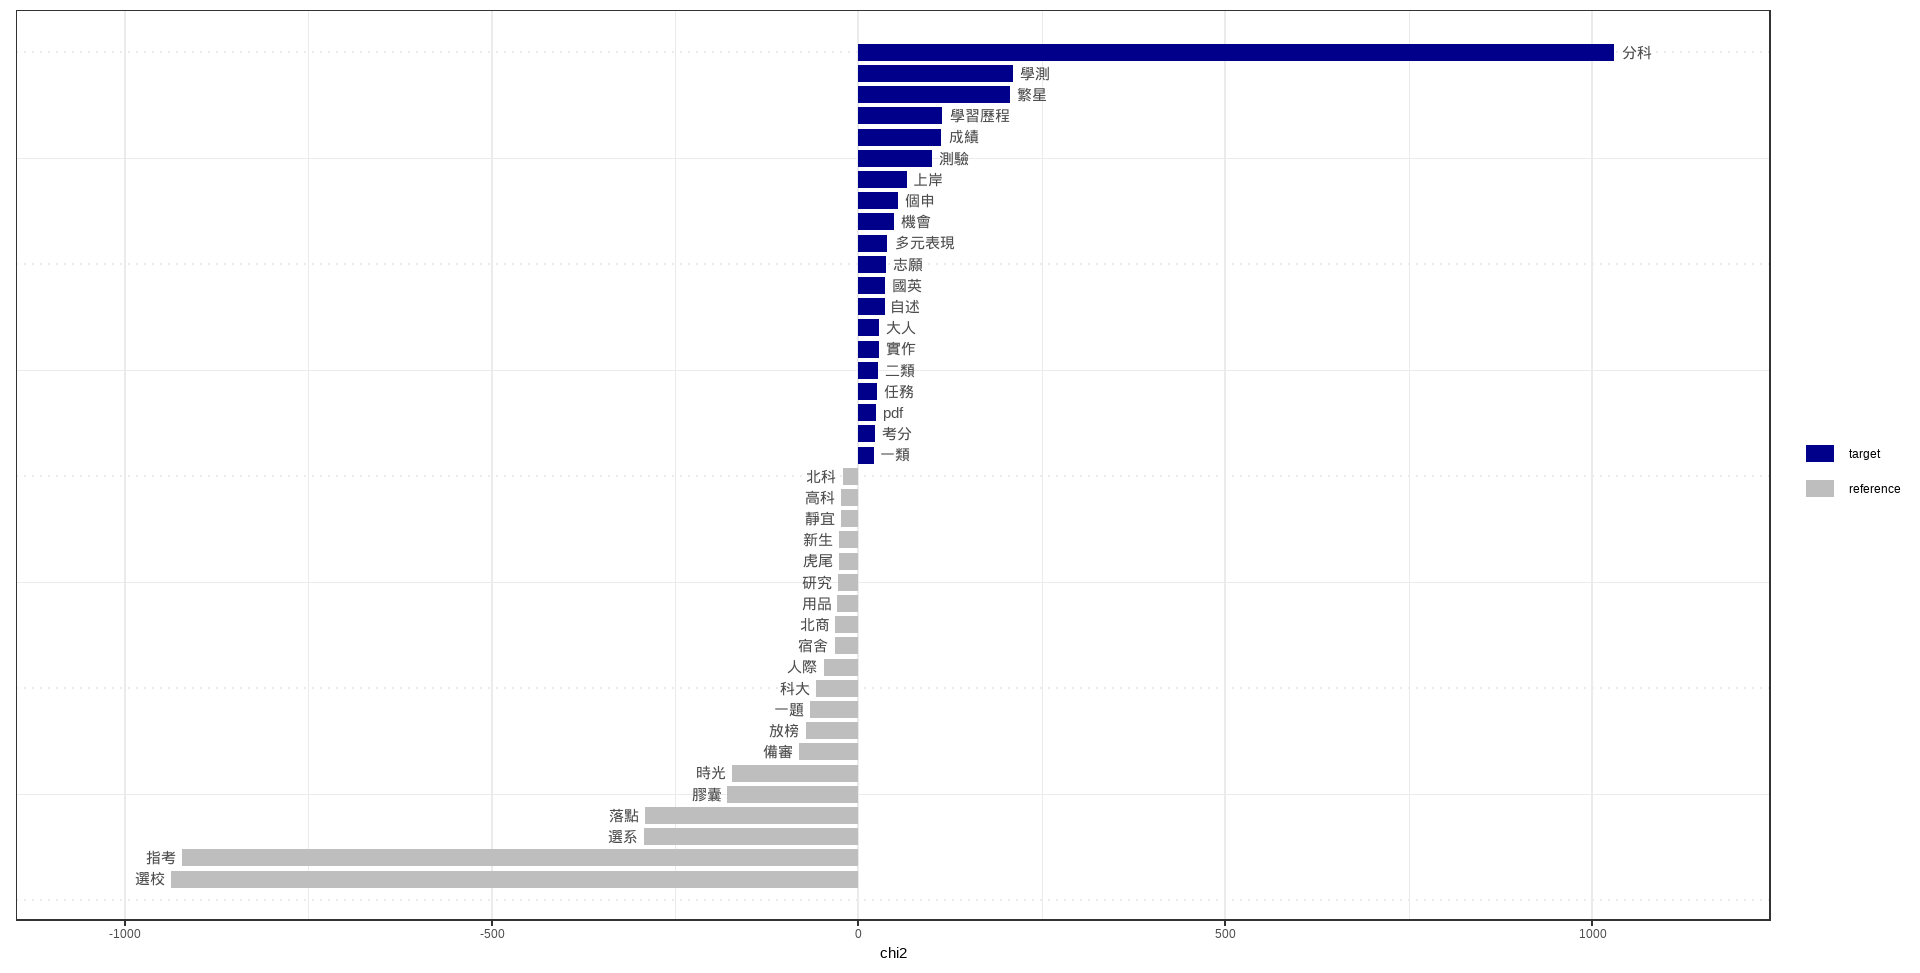 分科
學測
繁星
學習歷程
成績
測驗
上岸
個申
機會
多元表現
志願
國英
自述
大人
實作
二類
任務
pdf
考分
一類
北科
高科
靜宜
新生
虎尾
研究
用品
北商
宿舍
人際
科大
一題
放榜
備審
時光
膠囊
落點
選系
指考
選校
-1000 -500 0 500 1000
chi2
target
reference